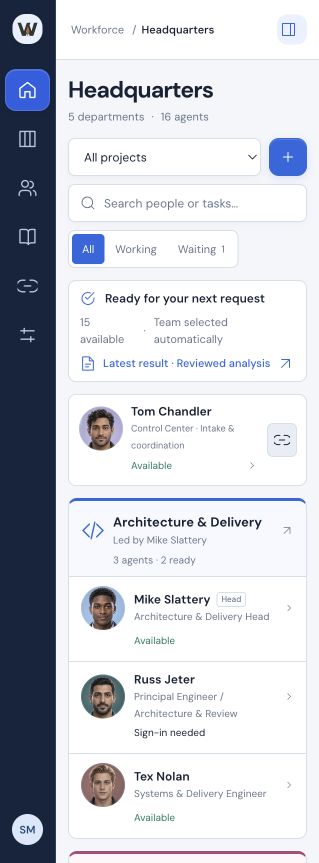 W
Workforce / Headquarters
Headquarters
5 departments · 16 agents
All projects
+
Search people or tasks...
All Working Waiting 1
Ready for your next request
15 available · Team selected automatically
Latest result · Reviewed analysis
Tom Chandler
Control Center · Intake &
coordination
Available
Architecture & Delivery
Led by Mike Slattery
3 agents · 2 ready
Mike Slattery Head
Architecture & Delivery Head
Available
Russ Jeter
Principal Engineer /
Architecture & Review
Sign-in needed
Tex Nolan
Systems & Delivery Engineer
Available
SM